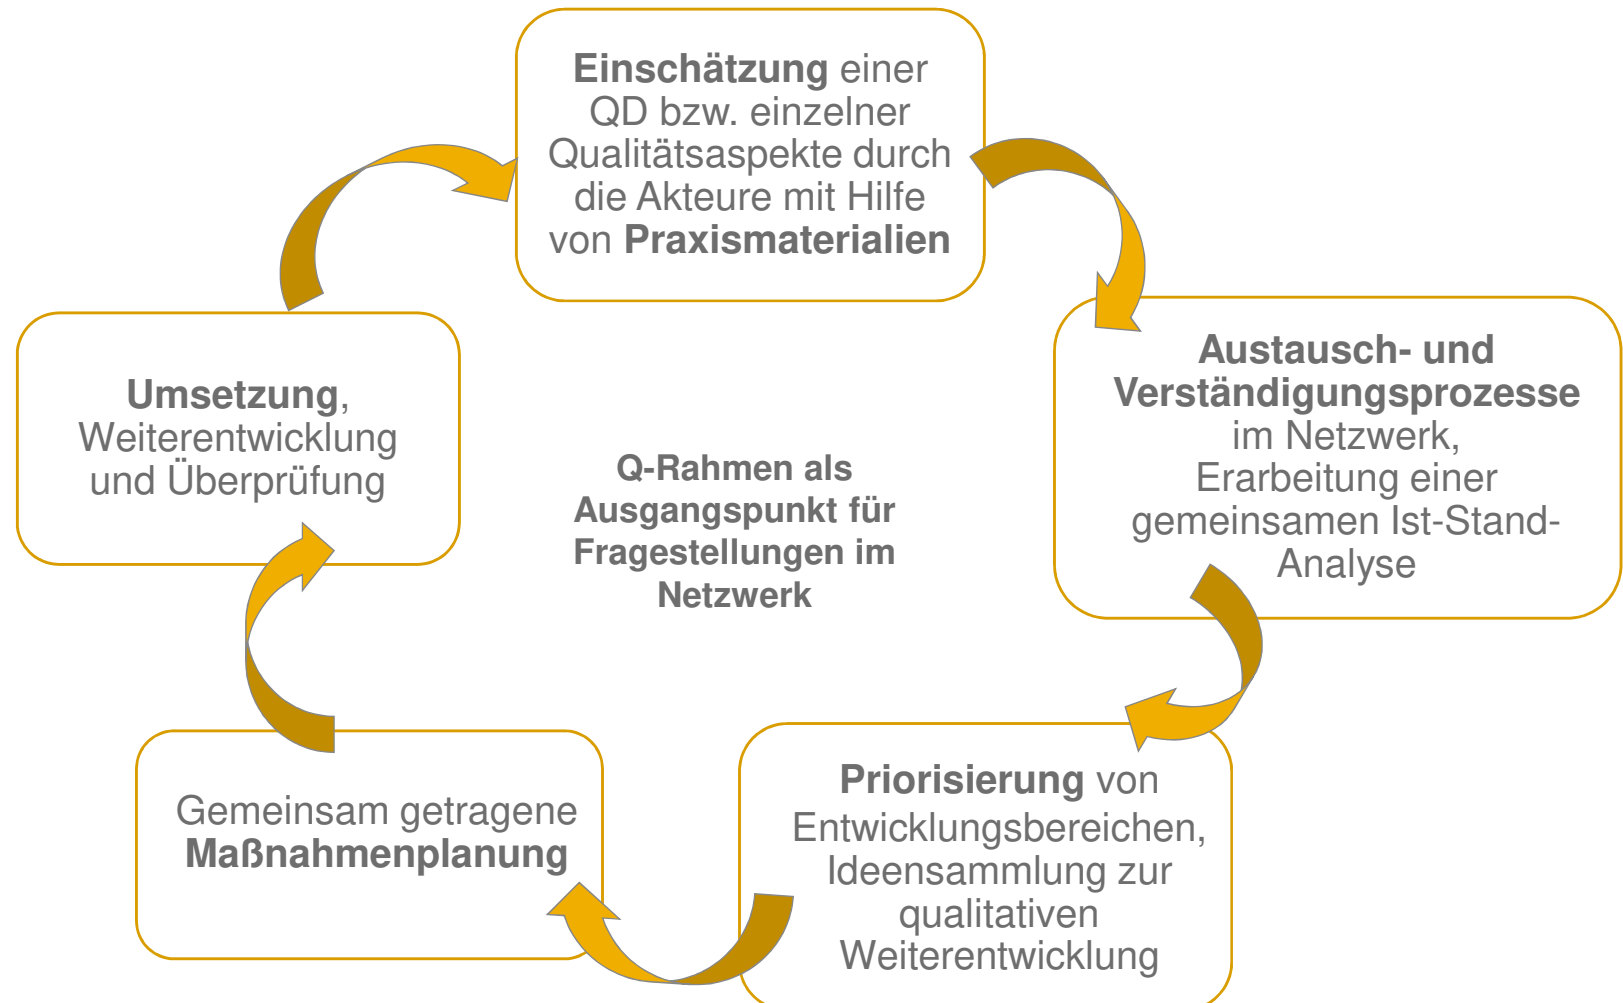 Einschätzung einer
QD bzw. einzelner
Qualitätsaspekte durch
die Akteure mit Hilfe
von Praxismaterialien
Austausch- und
Verständigungsprozesse
im Netzwerk,
Erarbeitung einer
gemeinsamen Ist-Stand-
Analyse
Priorisierung von
Entwicklungsbereichen,
Ideensammlung zur
qualitativen
Weiterentwicklung
Gemeinsam getragene
Maßnahmenplanung
Umsetzung,
Weiterentwicklung
und Überprüfung
Q-Rahmen als
Ausgangspunkt für
Fragestellungen im
Netzwerk